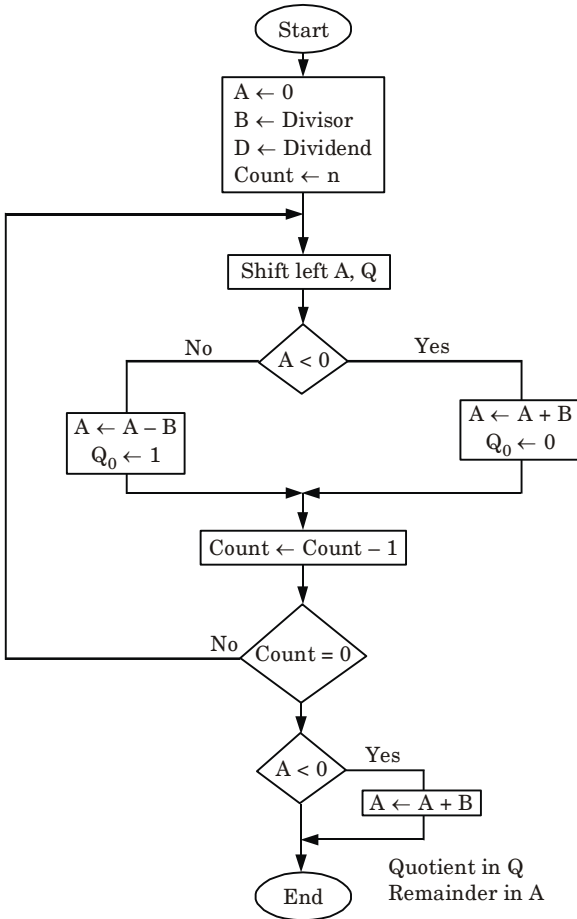 Start
A ← 0
B ← Divisor
D ← Dividend
Count ← n
Shift left A, Q
No
A < 0
Yes
A ← A – B
Q₀ ← 1
A ← A + B
Q₀ ← 0
Count ← Count – 1
No
Count = 0
A < 0
Yes
A ← A + B
Quotient in Q
Remainder in A
End